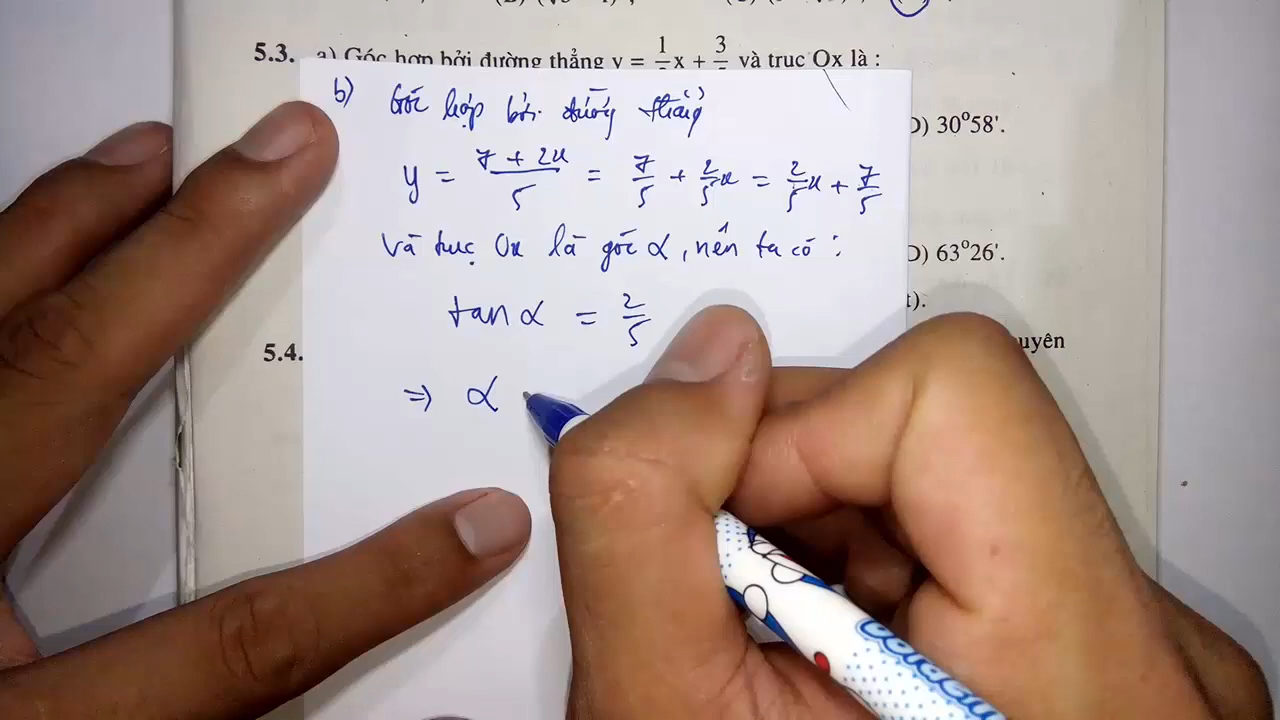 5.3. a) Góc hợp bởi đường thẳng y = 1/x + 3/ và trục Ox là :
b) Góc hợp bởi đường thẳng
D) 30°58'.
y = (7 + 2x)/5 = 7/5 + 2/5x = 2/5x + 7/5
và trục Ox là góc α, nên ta có :
D) 63°26'.
t).
tan α = 2/5
5.4. uyên
⇒ α